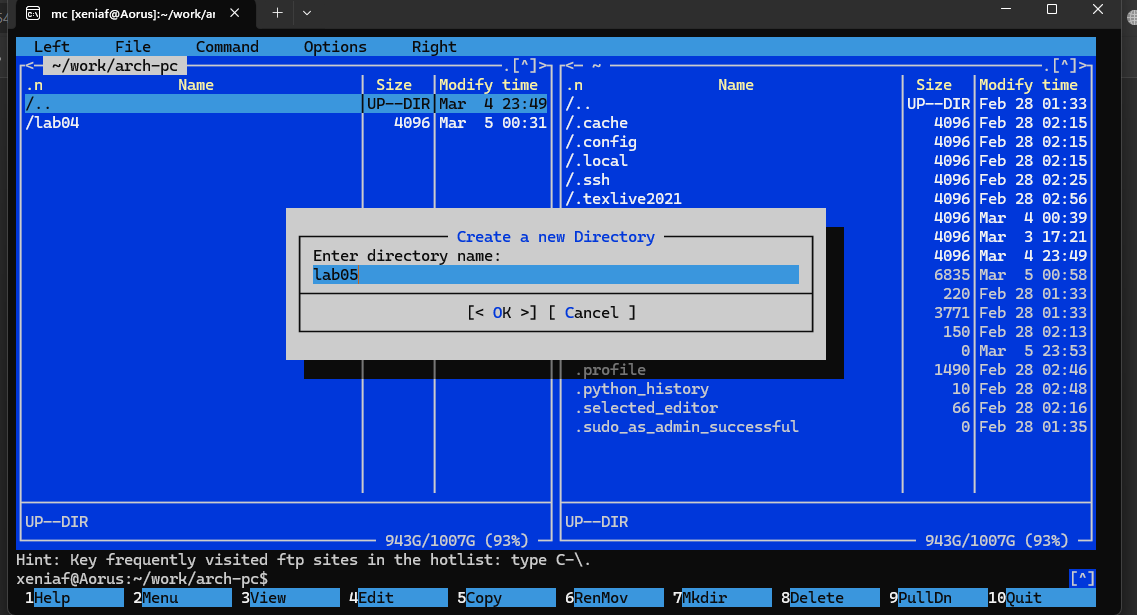 mc [xeniaf@Aorus]:~/work/ar
Left File Command Options Right
<─ ~/work/arch-pc .[^]> <─ ~ .[^]>
.n Name Size Modify time .n Name Size Modify time
/.. UP--DIR Mar 4 23:49 /.. UP--DIR Feb 28 01:33
/lab04 4096 Mar 5 00:31 /.cache 4096 Feb 28 02:15
/.config 4096 Feb 28 02:15
/.local 4096 Feb 28 02:15
/.ssh 4096 Feb 28 02:25
/.texlive2021 4096 Feb 28 02:56
4096 Mar 4 00:39
Create a new Directory 4096 Mar 3 17:21
Enter directory name: 4096 Mar 4 23:49
lab05 6835 Mar 5 00:58
220 Feb 28 01:33
[< OK >] [ Cancel ] 3771 Feb 28 01:33
150 Feb 28 02:13
0 Mar 5 23:53
.profile 1490 Feb 28 02:46
.python_history 10 Feb 28 02:48
.selected_editor 66 Feb 28 02:16
.sudo_as_admin_successful 0 Feb 28 01:35
UP--DIR UP--DIR
943G/1007G (93%) 943G/1007G (93%)
Hint: Key frequently visited ftp sites in the hotlist: type C-\.
xeniaf@Aorus:~/work/arch-pc$ [^]
1Help 2Menu 3View 4Edit 5Copy 6RenMov 7Mkdir 8Delete 9PullDn 10Quit